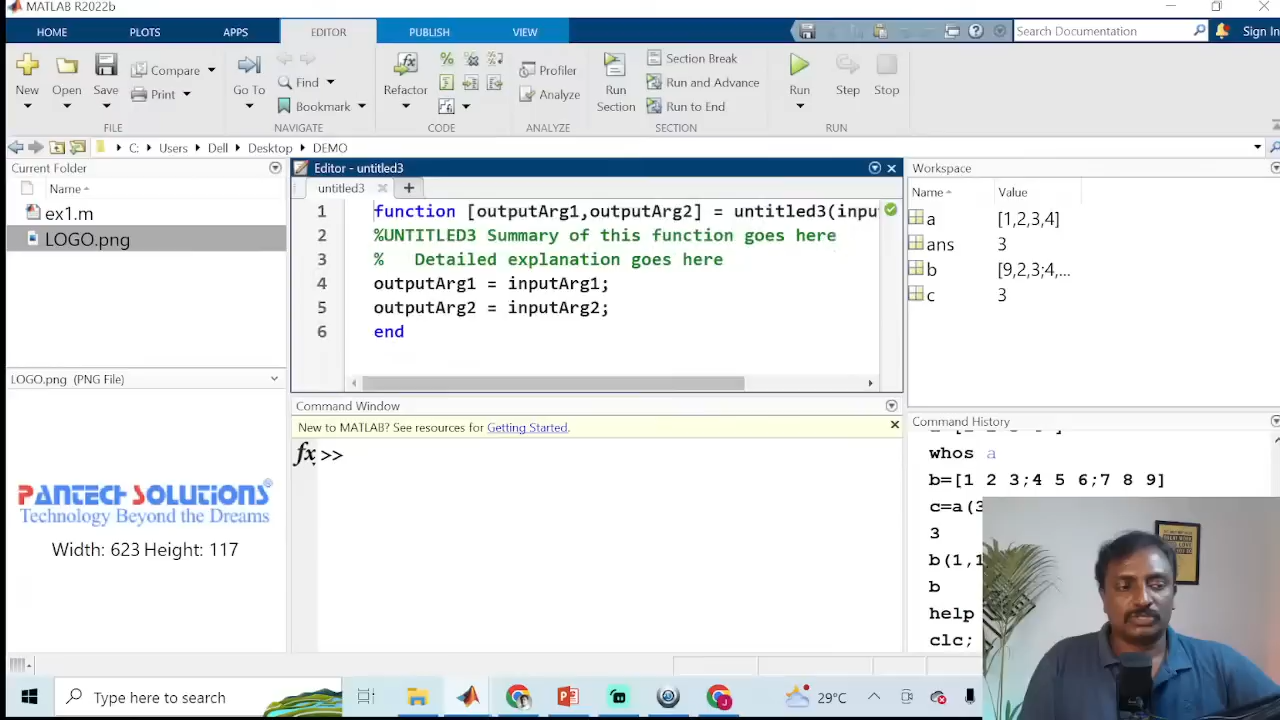 MATLAB R2022b
HOME PLOTS APPS EDITOR PUBLISH VIEW Search Documentation Sign In
New Open Save Compare Print Go To Find Bookmark Refactor Profiler Analyze Run Section Section Break Run and Advance Run to End Run Step Stop
FILE NAVIGATE CODE ANALYZE SECTION RUN
C: Users Dell Desktop DEMO
Current Folder
Name
ex1.m
LOGO.png
LOGO.png (PNG File)
PANTECH SOLUTIONS®
Technology Beyond the Dreams
Width: 623 Height: 117
Editor - untitled3
untitled3
1 function [outputArg1,outputArg2] = untitled3(inpu
2 %UNTITLED3 Summary of this function goes here
3 % Detailed explanation goes here
4 outputArg1 = inputArg1;
5 outputArg2 = inputArg2;
6 end
Command Window
New to MATLAB? See resources for Getting Started.
fx >>
Workspace
Name Value
a [1,2,3,4]
ans 3
b [9,2,3;4,...
c 3
Command History
whos a
b=[1 2 3;4 5 6;7 8 9]
c=a(3
3
b(1,1
b
help
clc;
Type here to search
29°C